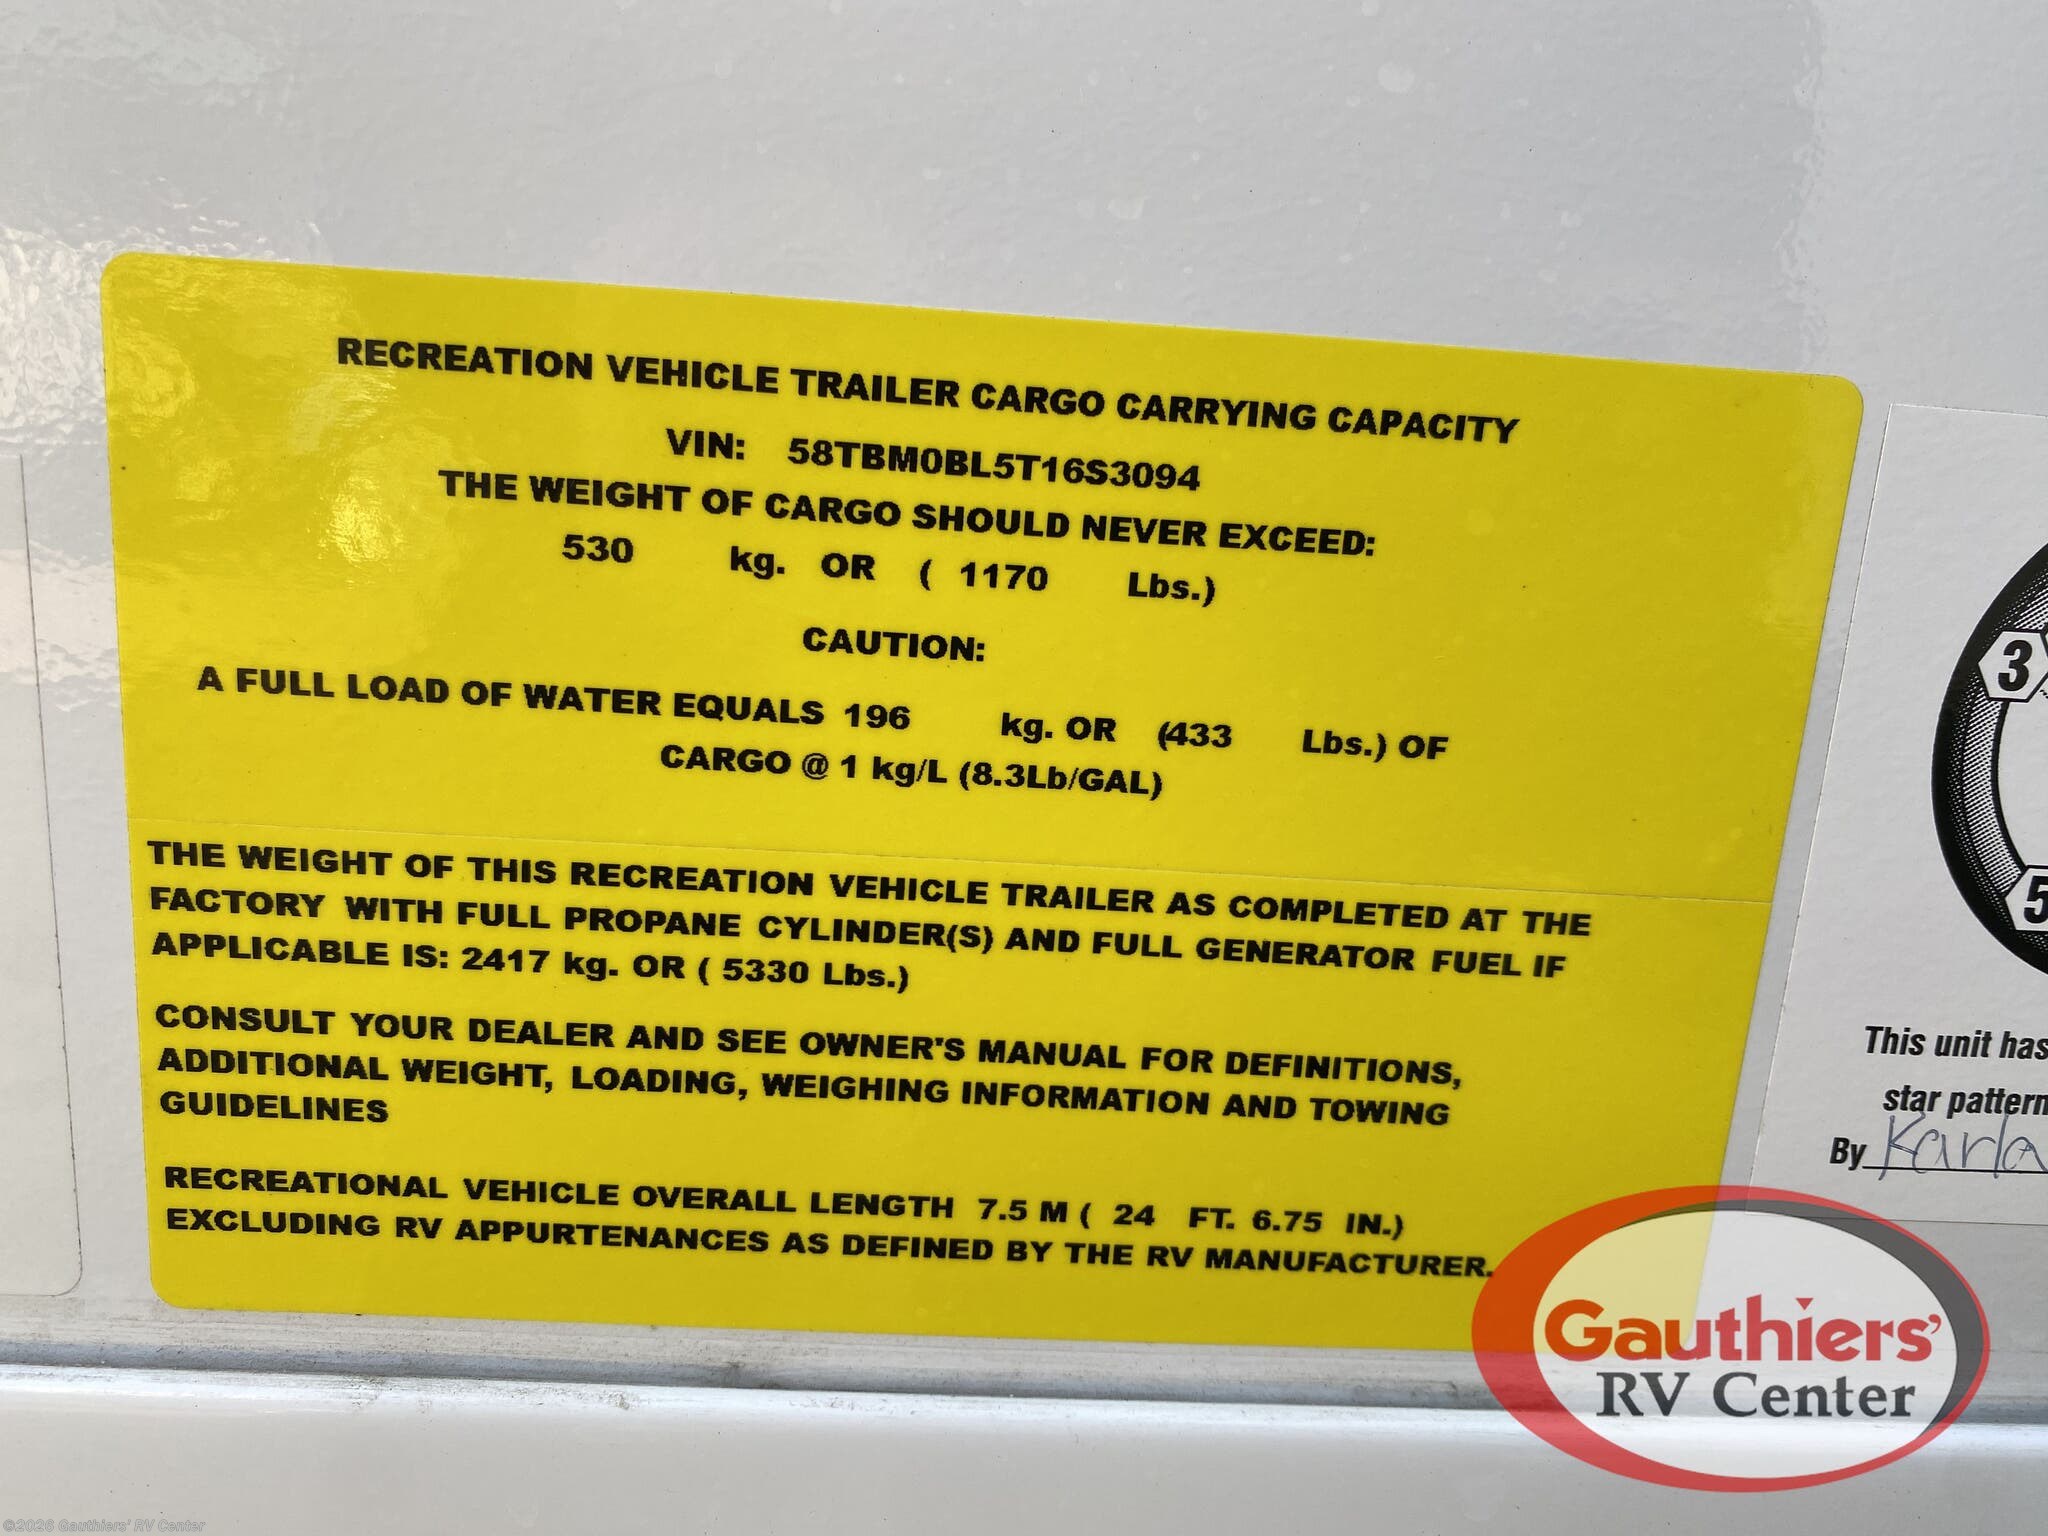 RECREATION VEHICLE TRAILER CARGO CARRYING CAPACITY
VIN: 58TBM0BL5T16S3094
THE WEIGHT OF CARGO SHOULD NEVER EXCEED:
530 kg. OR ( 1170 Lbs.)
CAUTION:
A FULL LOAD OF WATER EQUALS 196 kg. OR (433 Lbs.) OF
CARGO @ 1 kg/L (8.3Lb/GAL)
THE WEIGHT OF THIS RECREATION VEHICLE TRAILER AS COMPLETED AT THE
FACTORY WITH FULL PROPANE CYLINDER(S) AND FULL GENERATOR FUEL IF
APPLICABLE IS: 2417 kg. OR ( 5330 Lbs.)
CONSULT YOUR DEALER AND SEE OWNER'S MANUAL FOR DEFINITIONS,
ADDITIONAL WEIGHT, LOADING, WEIGHING INFORMATION AND TOWING
GUIDELINES
RECREATIONAL VEHICLE OVERALL LENGTH 7.5 M ( 24 FT. 6.75 IN.)
EXCLUDING RV APPURTENANCES AS DEFINED BY THE RV MANUFACTURER.
3
5
This unit has
star pattern
By Karla
Gauthiers'
RV Center
©2026 Gauthiers' RV Center